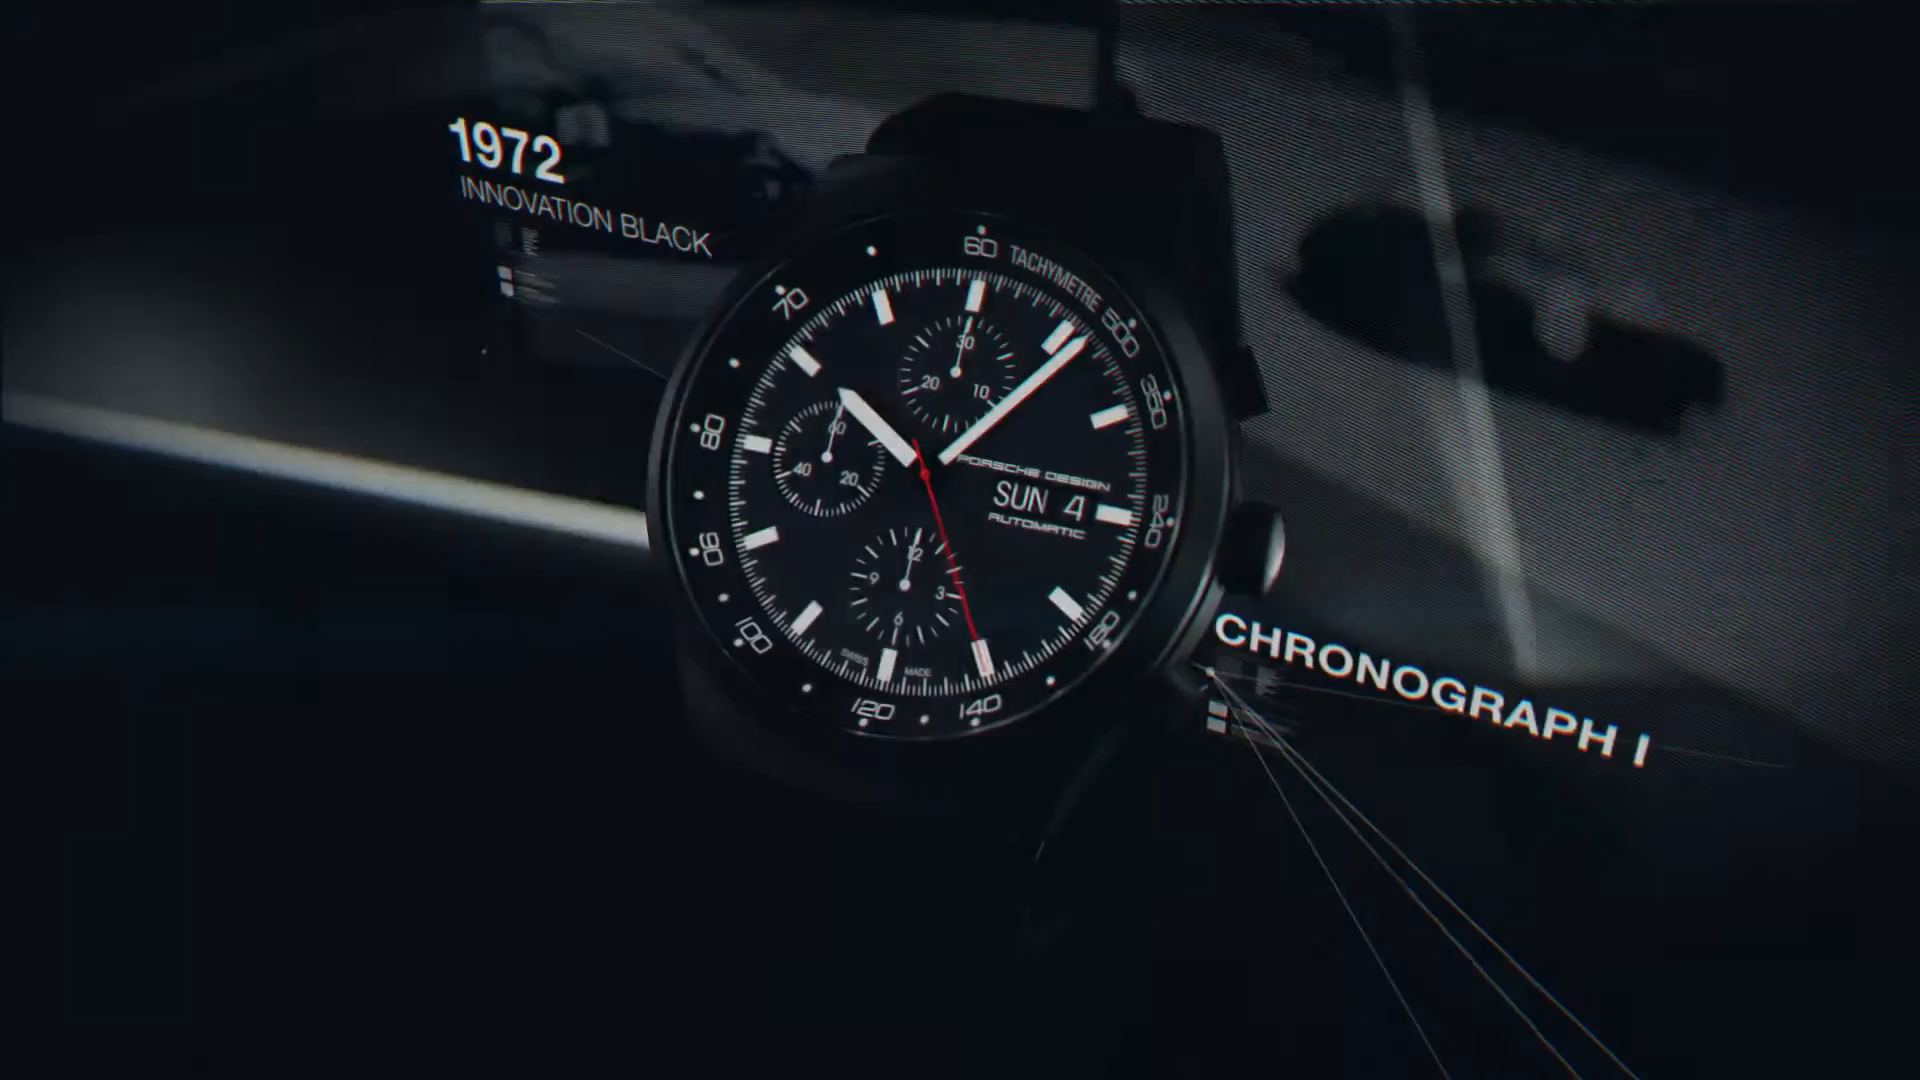 1972
INNOVATION BLACK
60 TACHYMETRE 500
350
240
180
140
120
100
90
80
70
30
20
10
60
40
20
PORSCHE DESIGN
SUN 4
AUTOMATIC
12
9
3
6
SWISS MADE
CHRONOGRAPH I